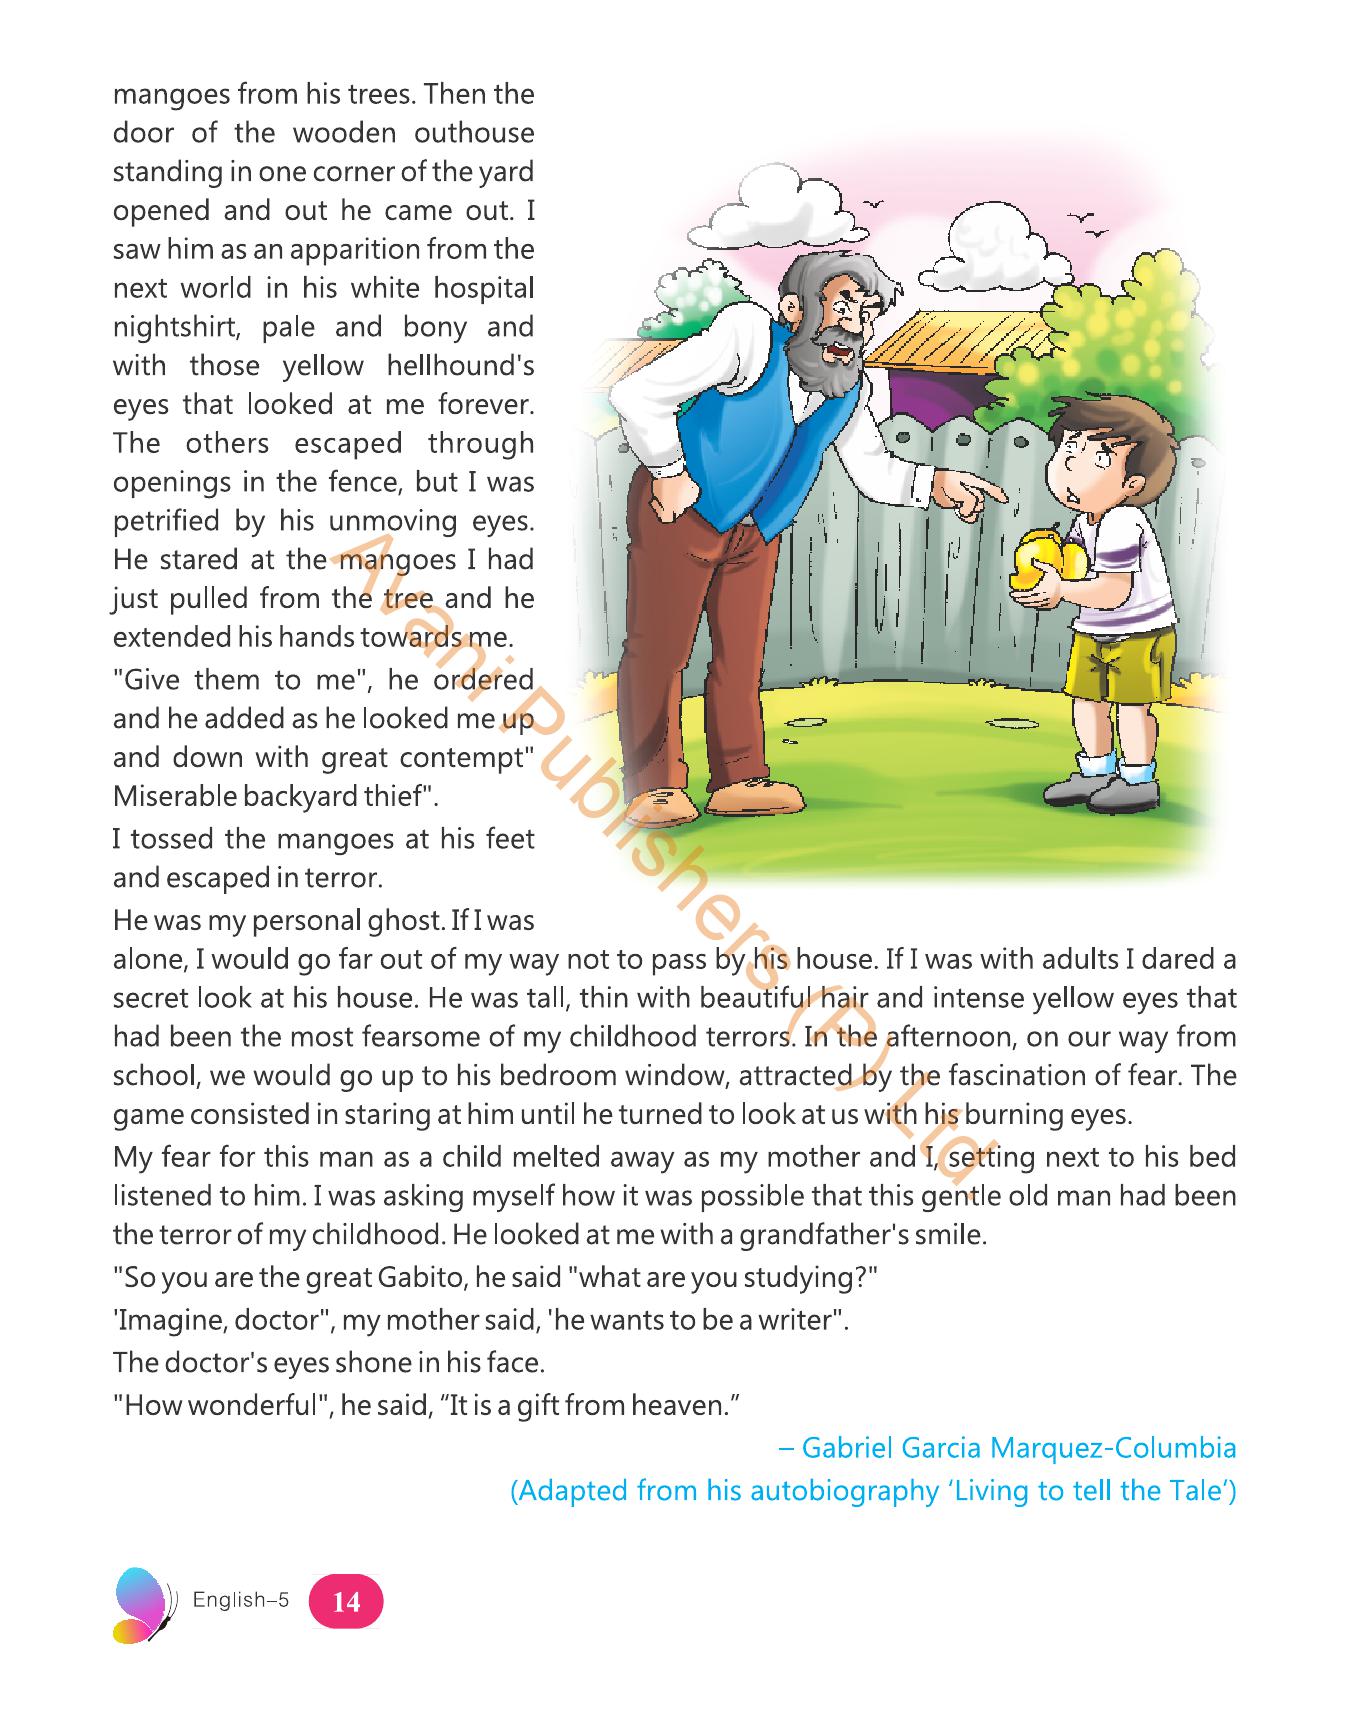 mangoes from his trees. Then the
door of the wooden outhouse
standing in one corner of the yard
opened and out he came out. I
saw him as an apparition from the
next world in his white hospital
nightshirt, pale and bony and
with those yellow hellhound's
eyes that looked at me forever.
The others escaped through
openings in the fence, but I was
petrified by his unmoving eyes.
He stared at the mangoes I had
just pulled from the tree and he
extended his hands towards me.
"Give them to me", he ordered
and he added as he looked me up
and down with great contempt"
Miserable backyard thief".
I tossed the mangoes at his feet
and escaped in terror.
He was my personal ghost. If I was
alone, I would go far out of my way not to pass by his house. If I was with adults I dared a
secret look at his house. He was tall, thin with beautiful hair and intense yellow eyes that
had been the most fearsome of my childhood terrors. In the afternoon, on our way from
school, we would go up to his bedroom window, attracted by the fascination of fear. The
game consisted in staring at him until he turned to look at us with his burning eyes.
My fear for this man as a child melted away as my mother and I, setting next to his bed
listened to him. I was asking myself how it was possible that this gentle old man had been
the terror of my childhood. He looked at me with a grandfather's smile.
"So you are the great Gabito, he said "what are you studying?"
'Imagine, doctor", my mother said, 'he wants to be a writer".
The doctor's eyes shone in his face.
"How wonderful", he said, “It is a gift from heaven.”
– Gabriel Garcia Marquez-Columbia
(Adapted from his autobiography ‘Living to tell the Tale’)
Avani Publishers (P) Ltd.
English–5
14